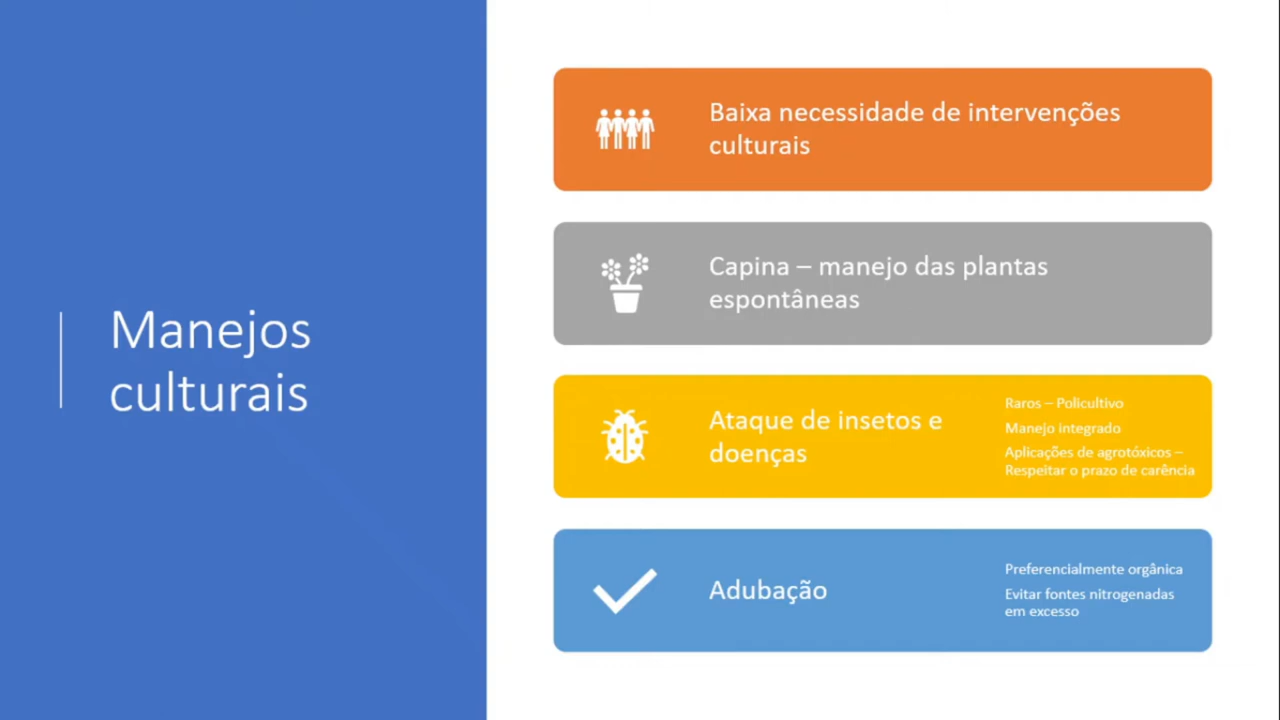 Manejos
culturais
Baixa necessidade de intervenções
culturais
Capina – manejo das plantas
espontâneas
Ataque de insetos e
doenças
Raros – Policultivo
Manejo integrado
Aplicações de agrotóxicos –
Respeitar o prazo de carência
Adubação
Preferencialmente orgânica
Evitar fontes nitrogenadas
em excesso